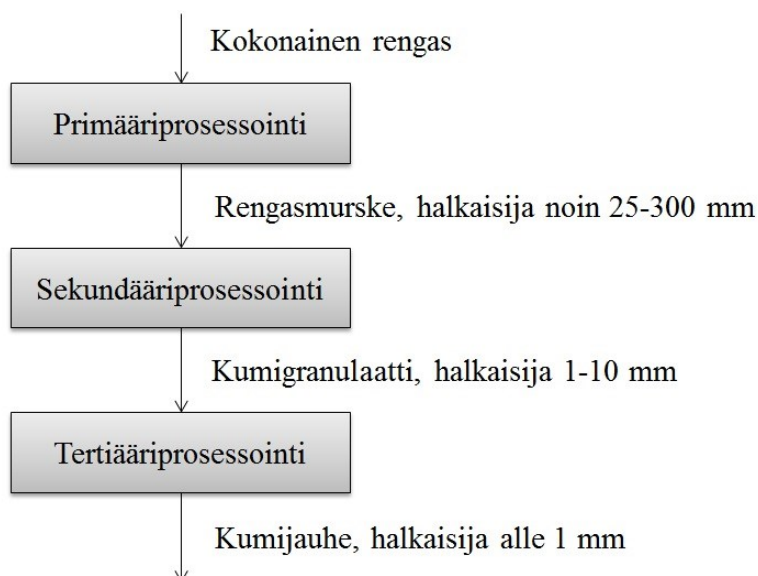 Kokonainen rengas
Primääriprosessointi
Rengasmurske, halkaisija noin 25-300 mm
Sekundääriprosessointi
Kumigranulaatti, halkaisija 1-10 mm
Tertiääriprosessointi
Kumijauhe, halkaisija alle 1 mm